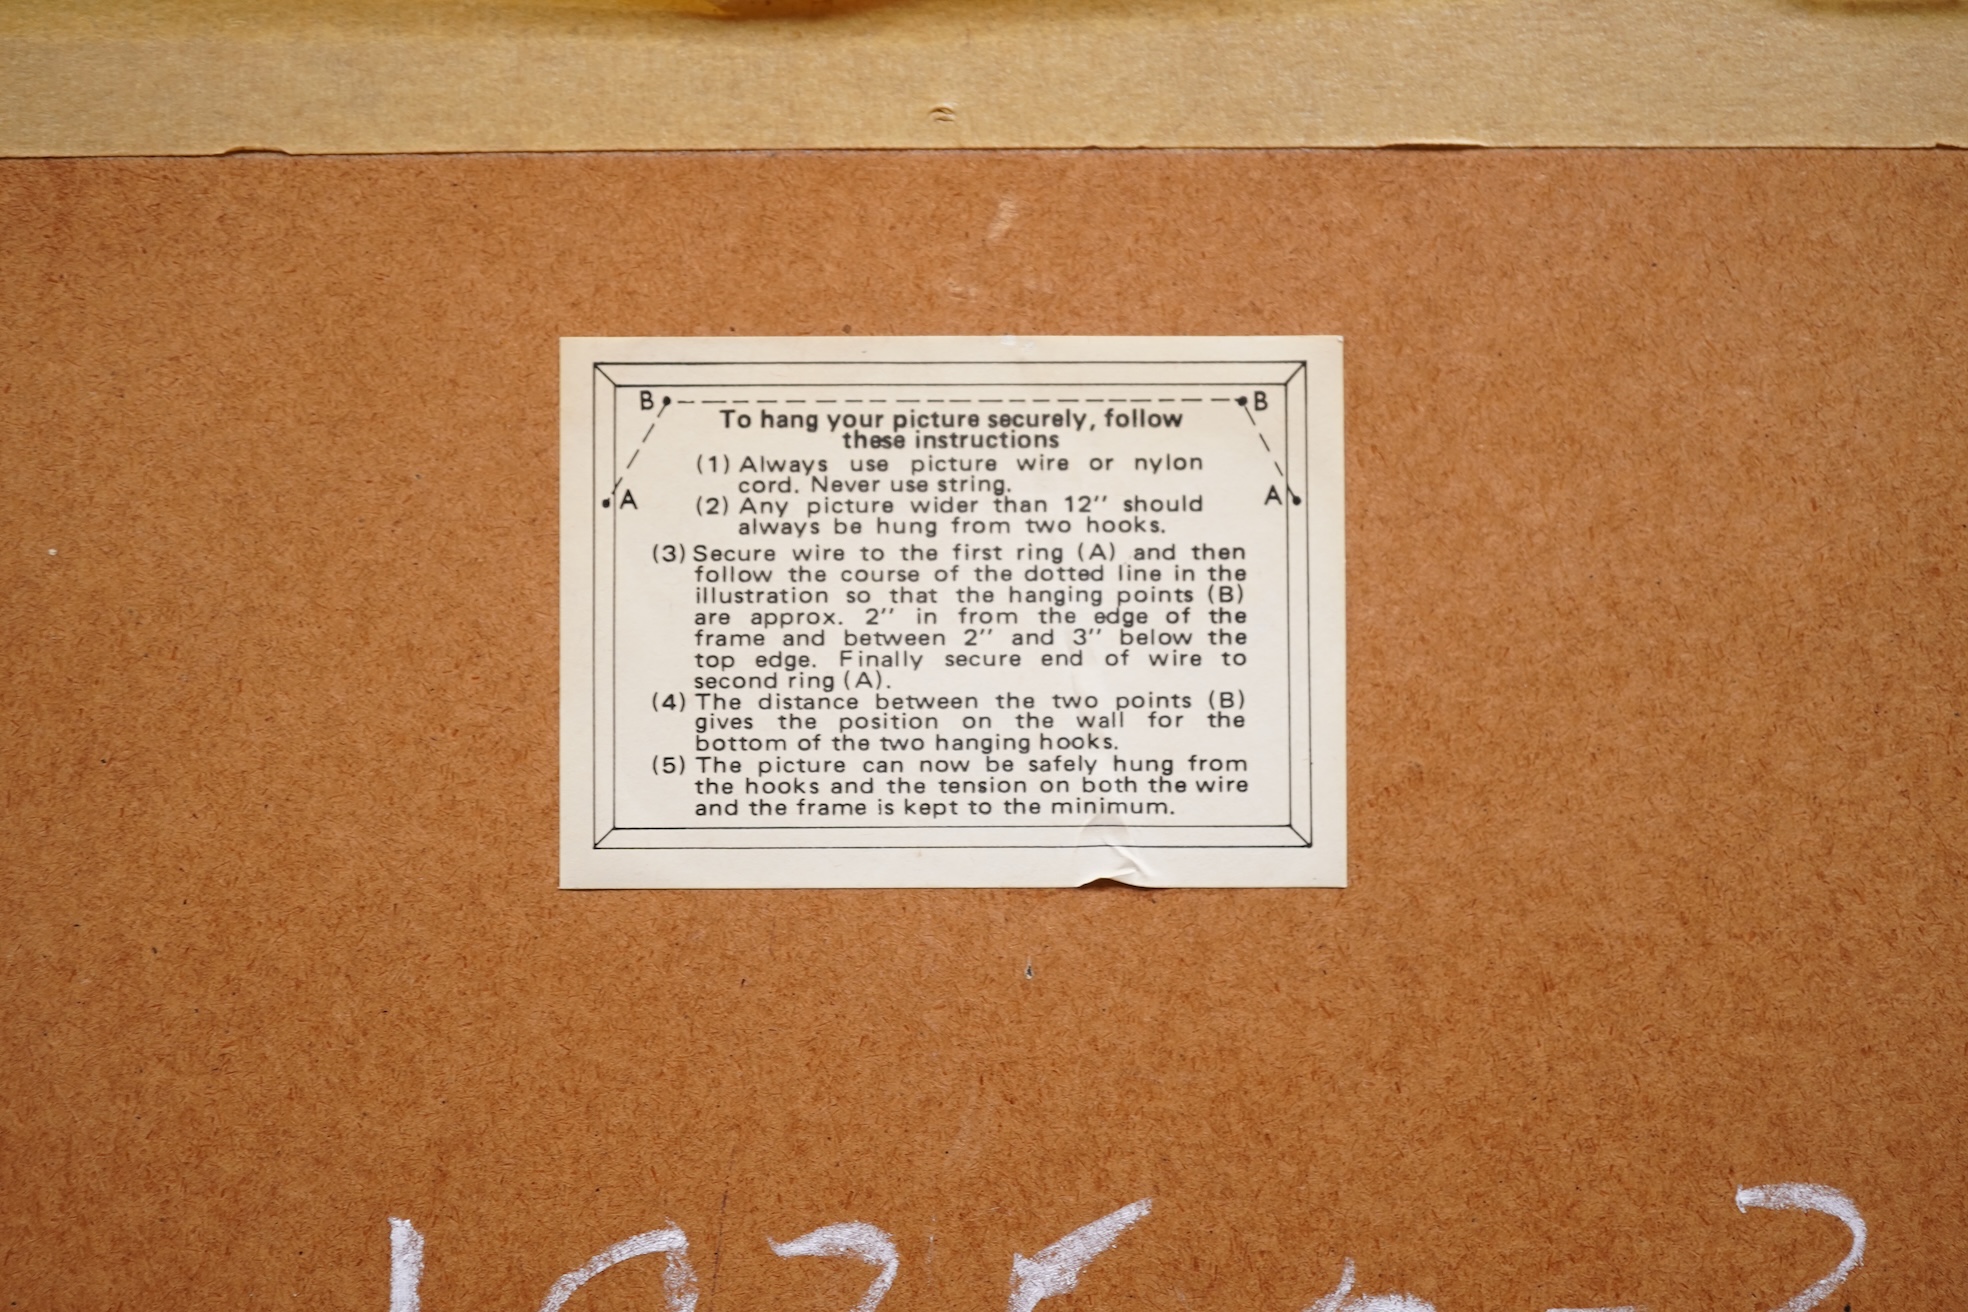 B B
To hang your picture securely, follow
these instructions
(1) Always use picture wire or nylon
cord. Never use string.
A A
(2) Any picture wider than 12″ should
always be hung from two hooks.
(3) Secure wire to the first ring (A) and then
follow the course of the dotted line in the
illustration so that the hanging points (B)
are approx. 2″ in from the edge of the
frame and between 2″ and 3″ below the
top edge. Finally secure end of wire to
second ring (A).
(4) The distance between the two points (B)
gives the position on the wall for the
bottom of the two hanging hooks.
(5) The picture can now be safely hung from
the hooks and the tension on both the wire
and the frame is kept to the minimum.